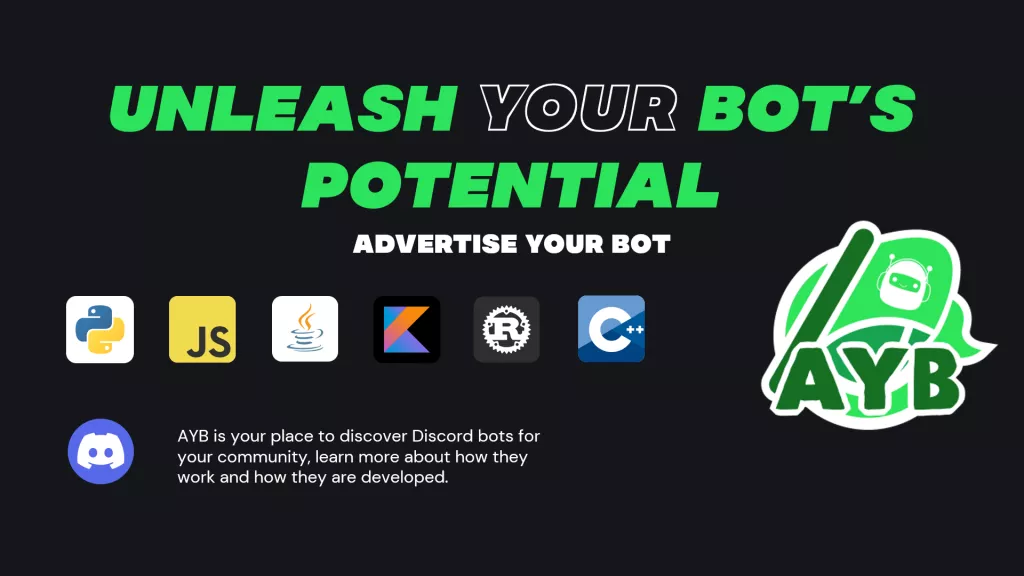 UNLEASH YOUR BOT'S
POTENTIAL
ADVERTISE YOUR BOT
JS
R
C++
AYB
AYB is your place to discover Discord bots for
your community, learn more about how they
work and how they are developed.